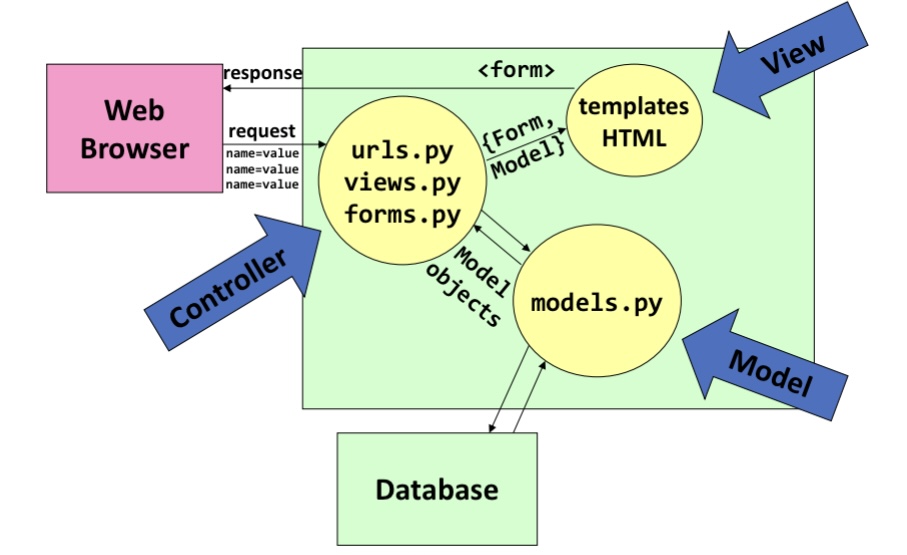 View
response
<form>
Web
Browser
templates
HTML
request
{Form,
Model}
name=value
name=value
name=value
urls.py
views.py
forms.py
Controller
Model
objects
models.py
Model
Database